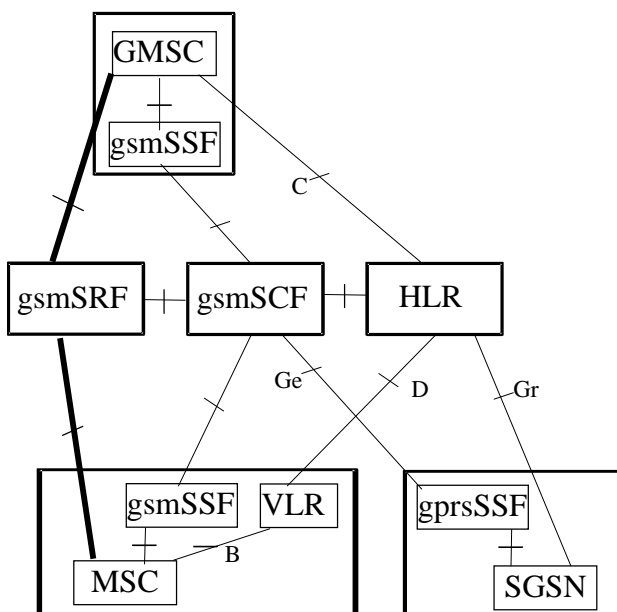 GMSC
gsmSSF
C
gsmSRF
gsmSCF
HLR
Ge
D
Gr
gsmSSF
VLR
gprsSSF
B
MSC
SGSN